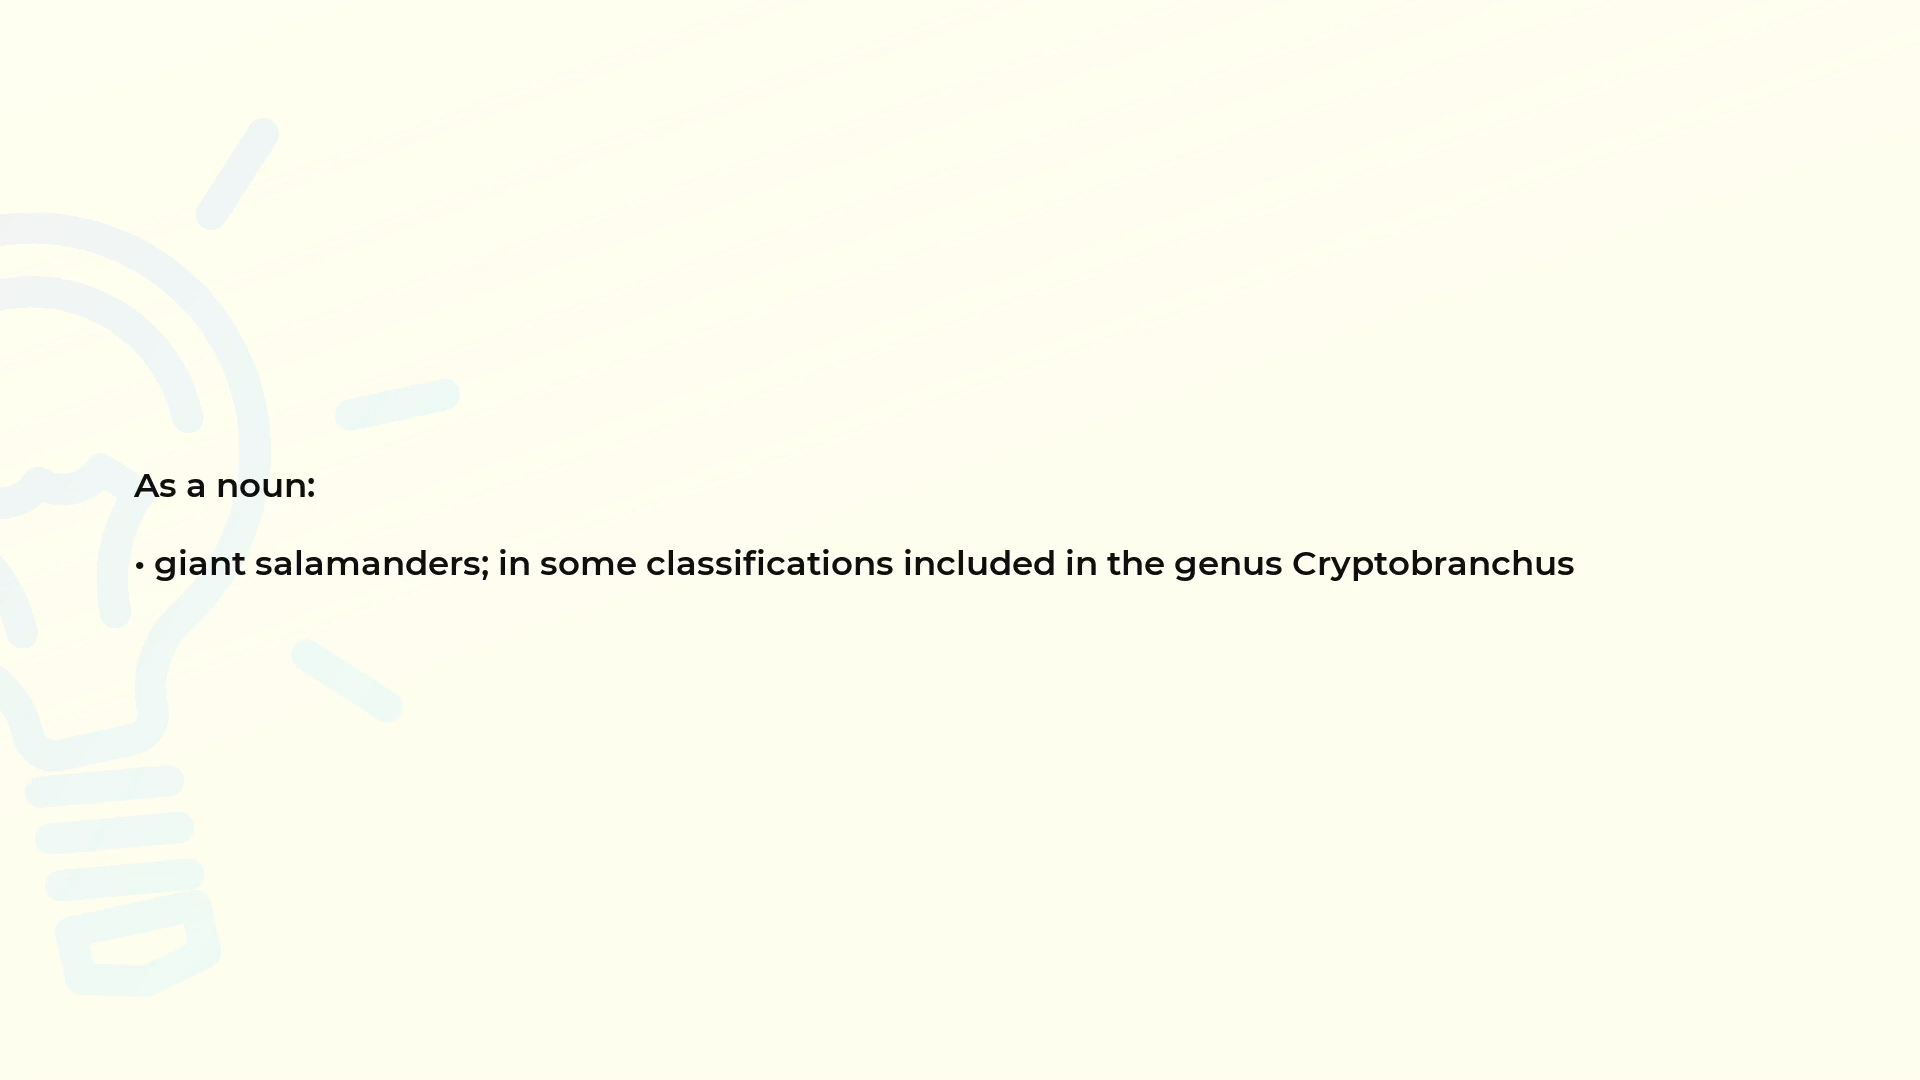 As a noun:
• giant salamanders; in some classifications included in the genus Cryptobranchus